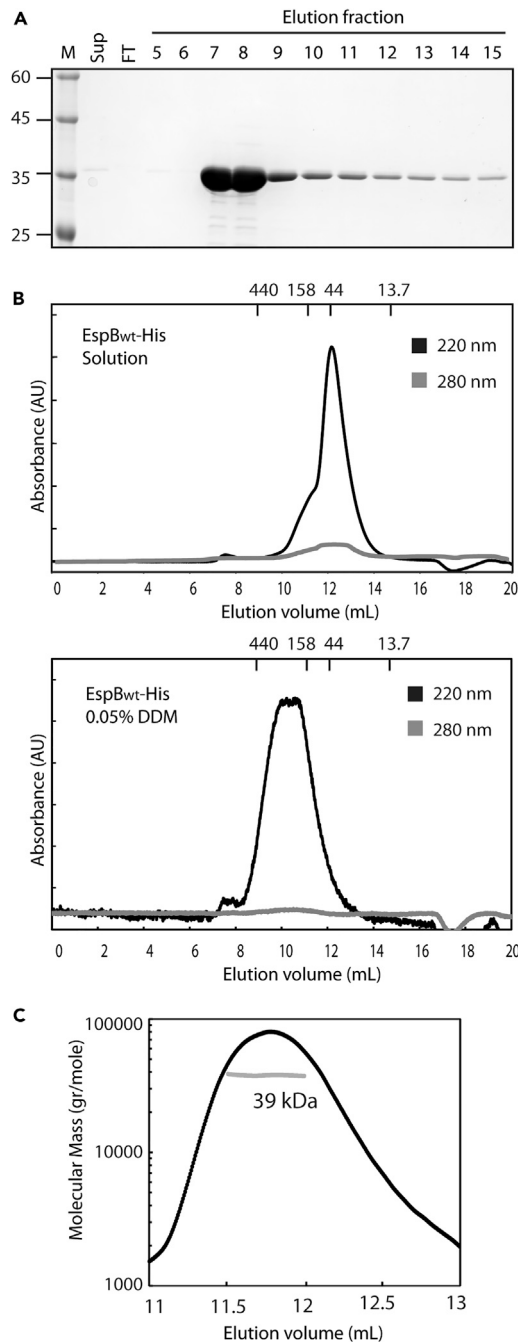 A
Elution fraction
M Sup FT 5 6 7 8 9 10 11 12 13 14 15
60
45
35
25
B
440 158 44 13.7
EspBwt-His
Solution
220 nm
280 nm
Absorbance (AU)
0 2 4 6 8 10 12 14 16 18 20
Elution volume (mL)
440 158 44 13.7
EspBwt-His
0.05% DDM
220 nm
280 nm
Absorbance (AU)
0 2 4 6 8 10 12 14 16 18 20
Elution volume (mL)
C
100000
10000
1000
Molecular Mass (gr/mole)
39 kDa
11 11.5 12 12.5 13
Elution volume (mL)